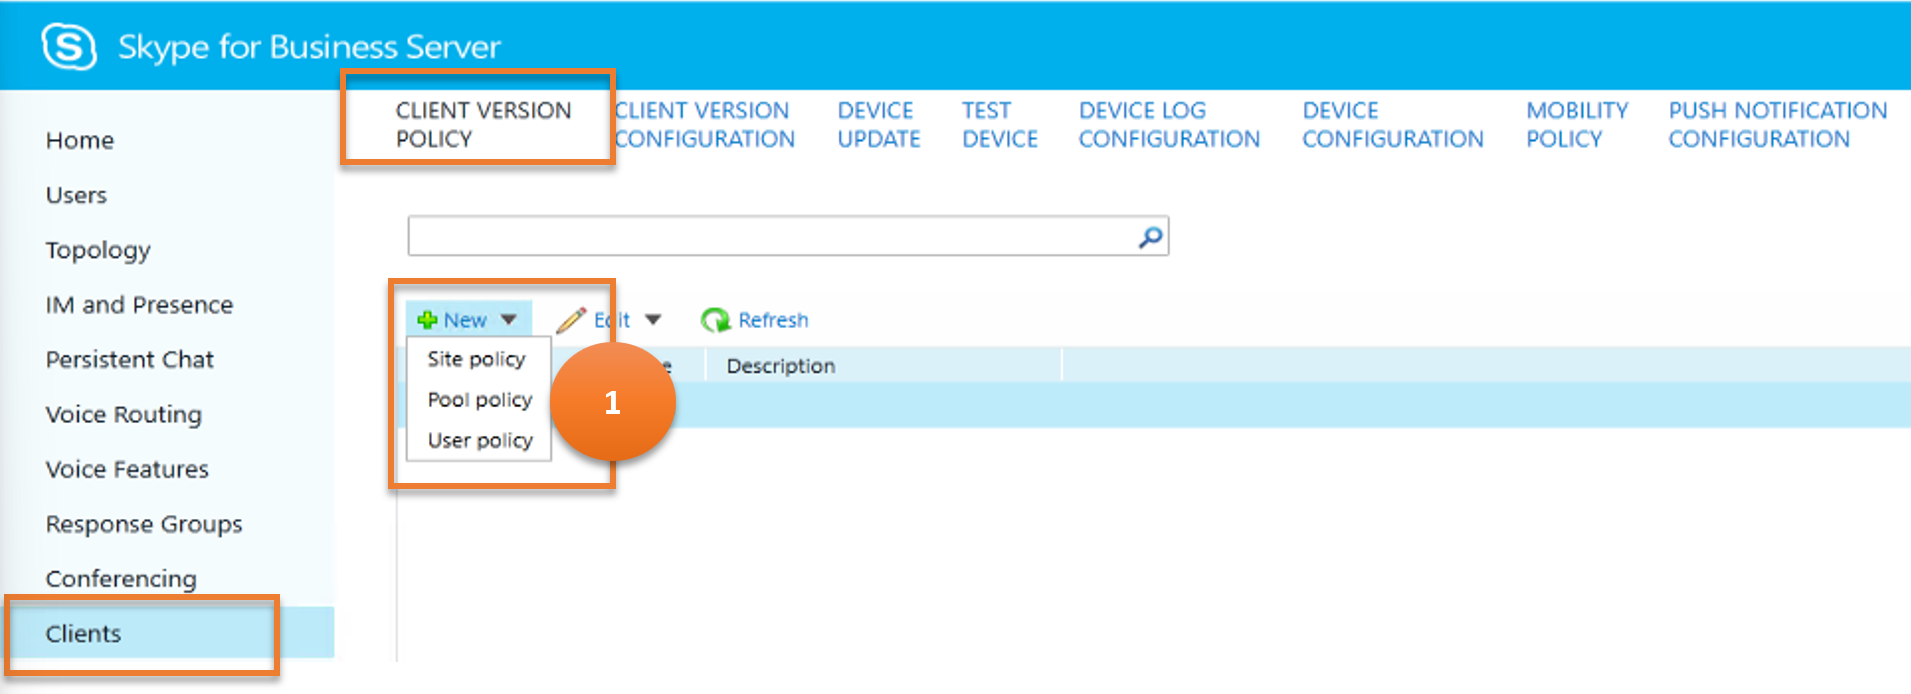 Skype for Business Server
CLIENT VERSION POLICY
CLIENT VERSION CONFIGURATION
DEVICE UPDATE
TEST DEVICE
DEVICE LOG CONFIGURATION
DEVICE CONFIGURATION
MOBILITY POLICY
PUSH NOTIFICATION CONFIGURATION
Home
Users
Topology
IM and Presence
Persistent Chat
Voice Routing
Voice Features
Response Groups
Conferencing
Clients
New
Edit
Refresh
Site policy
Pool policy
User policy
Description
1